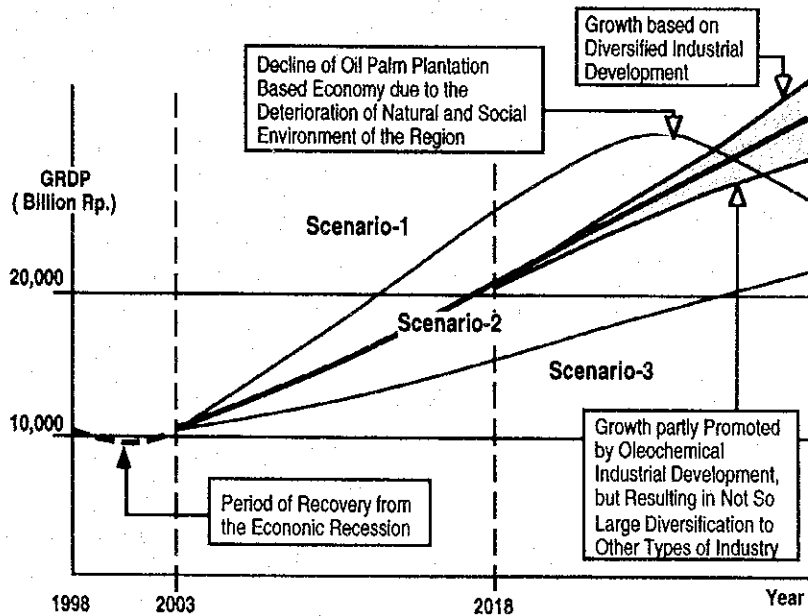 Growth based on
Diversified Industrial
Development
Decline of Oil Palm Plantation
Based Economy due to the
Deterioration of Natural and Social
Environment of the Region
GRDP
( Billion Rp.)
Scenario-1
20,000
Scenario-2
Scenario-3
10,000
Growth partly Promoted
by Oleochemical
Industrial Development,
but Resulting in Not So
Large Diversification to
Other Types of Industry
Period of Recovery from
the Econonic Recession
1998
2003
2018
Year